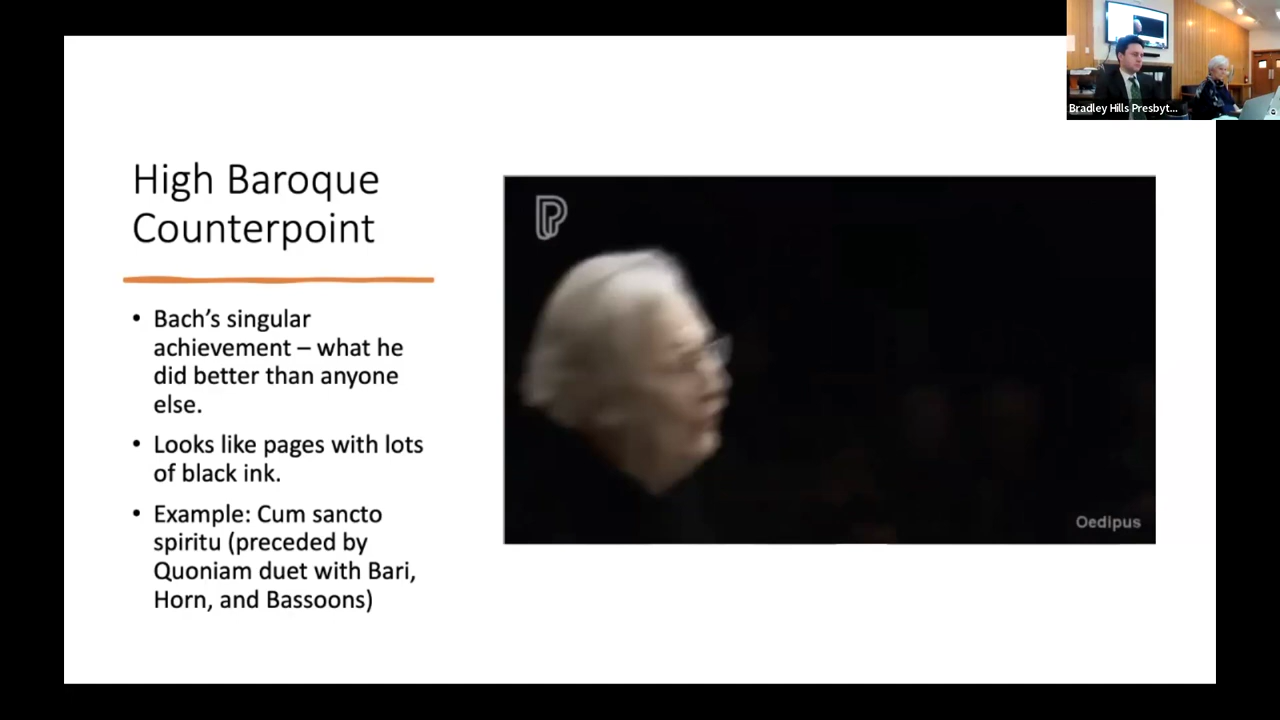 Bradley Hills Presbyt...
High Baroque
Counterpoint
• Bach's singular
achievement – what he
did better than anyone
else.
• Looks like pages with lots
of black ink.
• Example: Cum sancto
spiritu (preceded by
Quoniam duet with Bari,
Horn, and Bassoons)
Oedipus